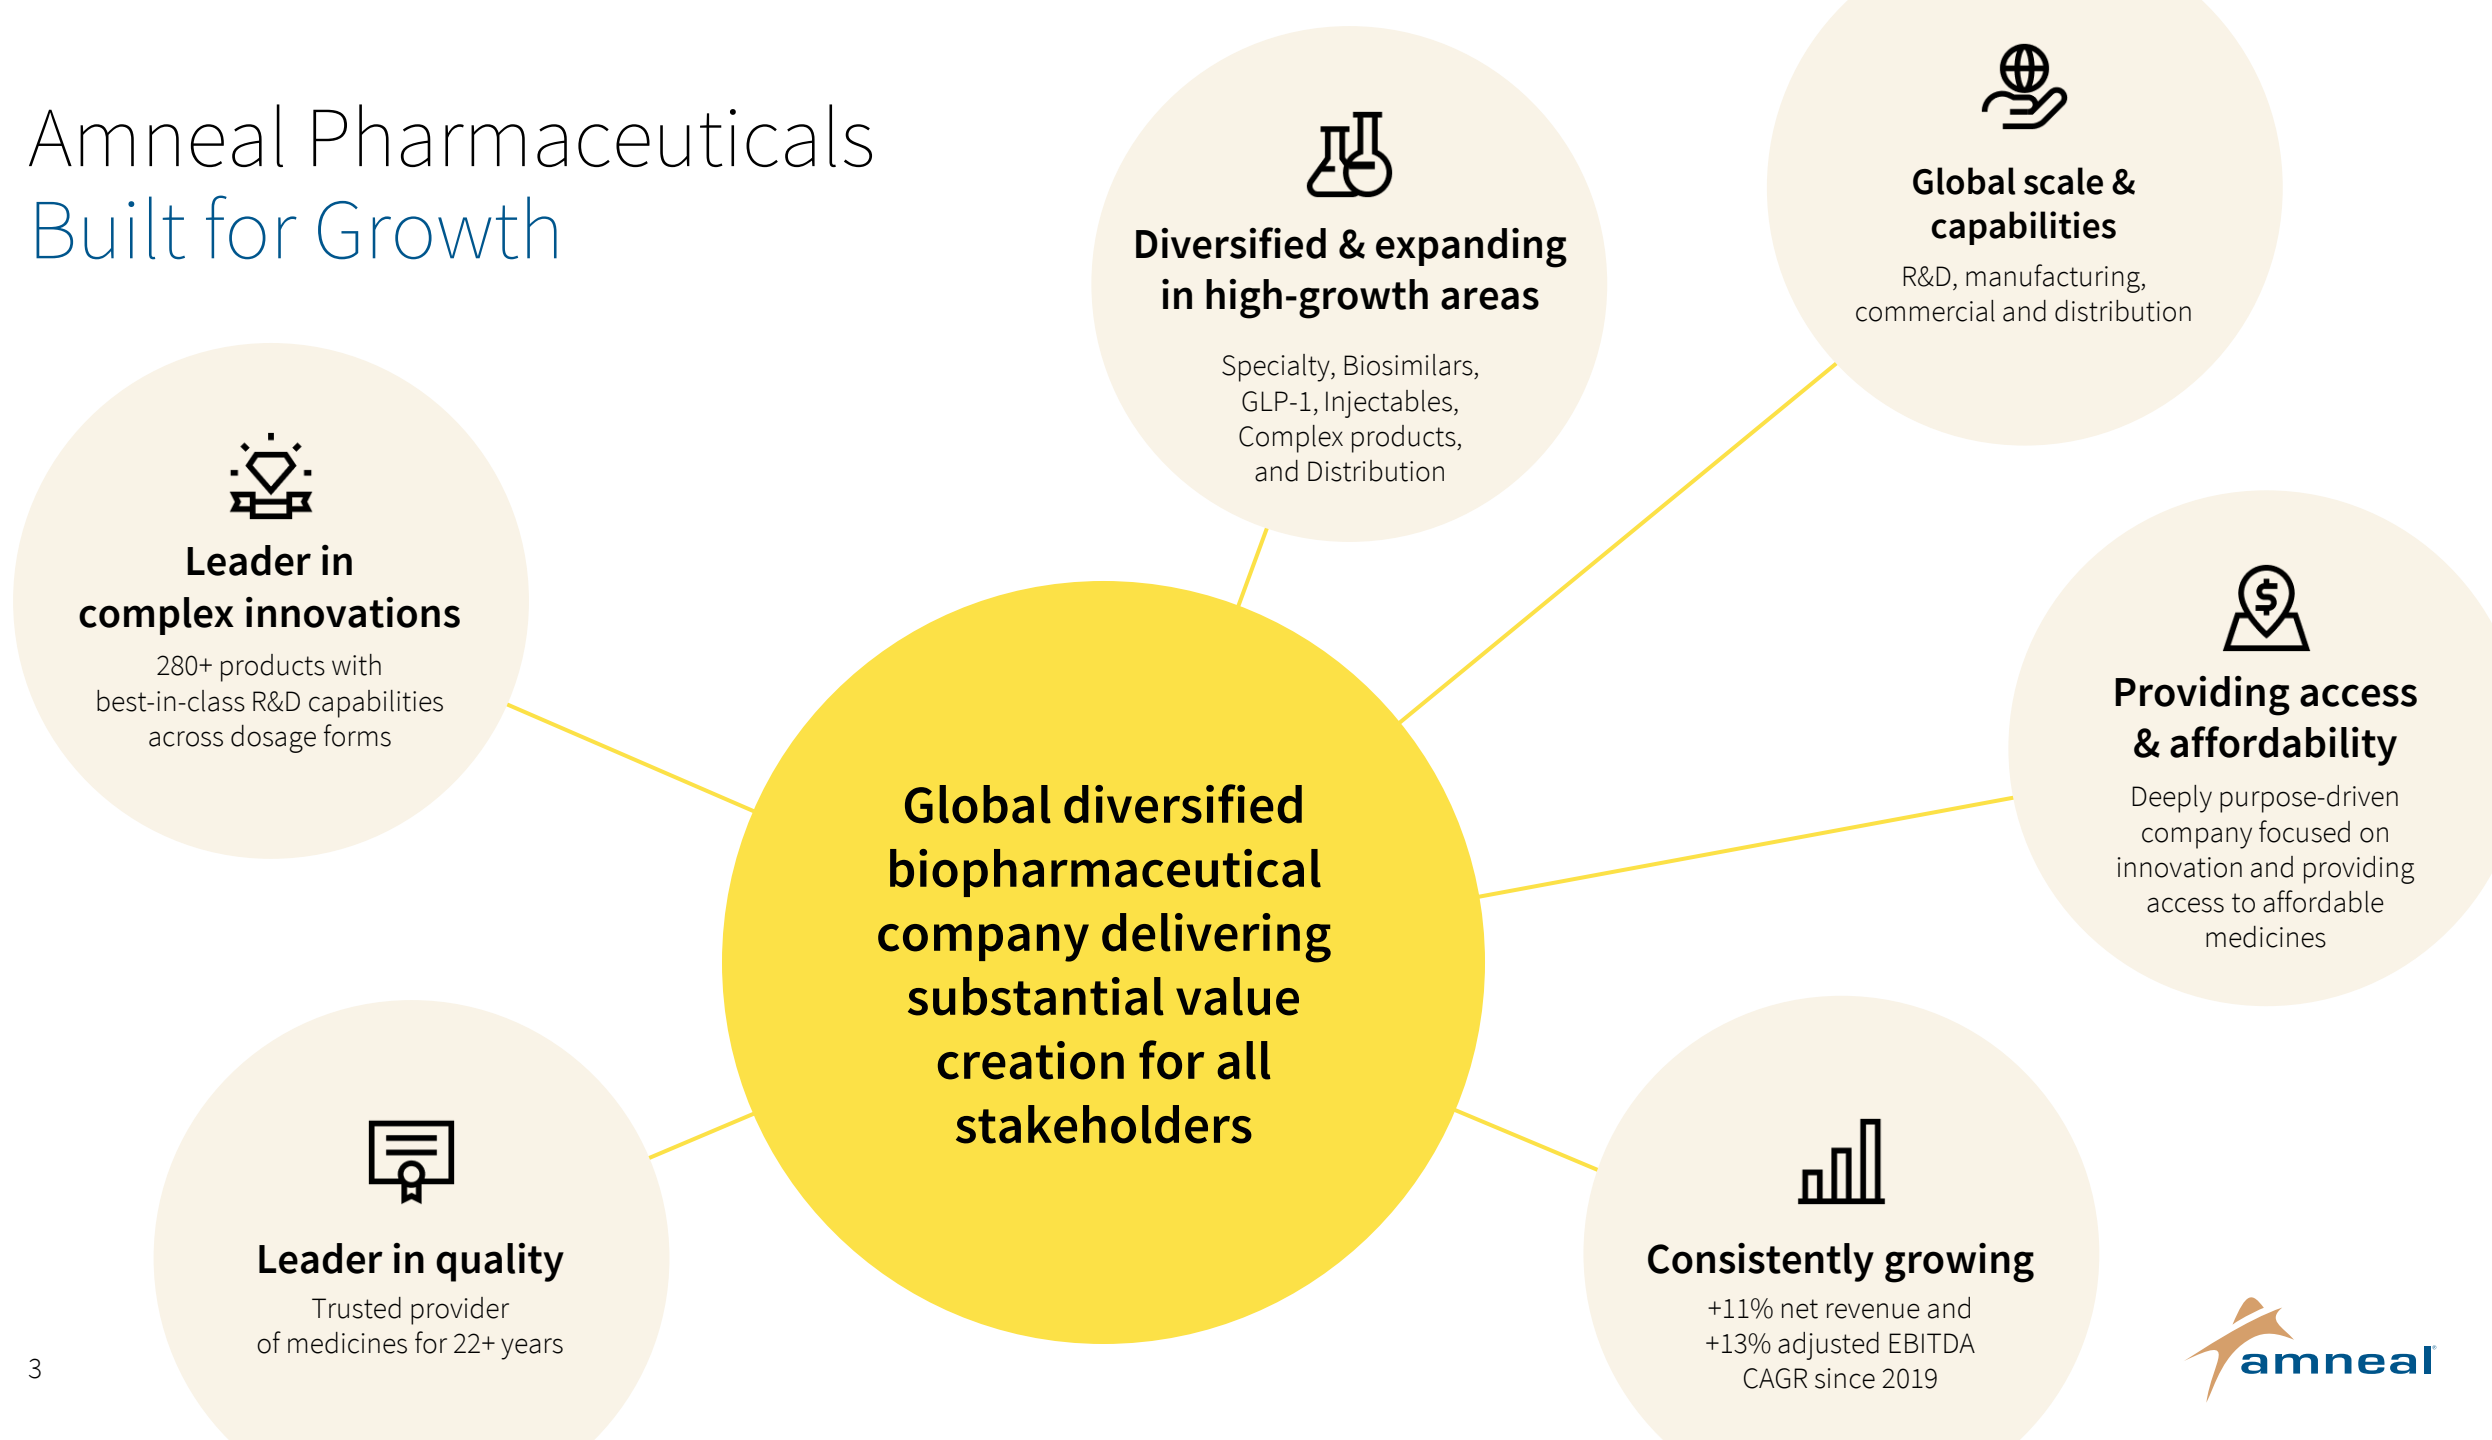 Amneal Pharmaceuticals
Built for Growth
Leader in
complex innovations
280+ products with
best-in-class R&D capabilities
across dosage forms
Diversified & expanding
in high-growth areas
Specialty, Biosimilars,
GLP-1, Injectables,
Complex products,
and Distribution
Global scale &
capabilities
R&D, manufacturing,
commercial and distribution
Providing access
& affordability
Deeply purpose-driven
company focused on
innovation and providing
access to affordable
medicines
Global diversified
biopharmaceutical
company delivering
substantial value
creation for all
stakeholders
Leader in quality
Trusted provider
of medicines for 22+ years
Consistently growing
+11% net revenue and
+13% adjusted EBITDA
CAGR since 2019
3
amneal